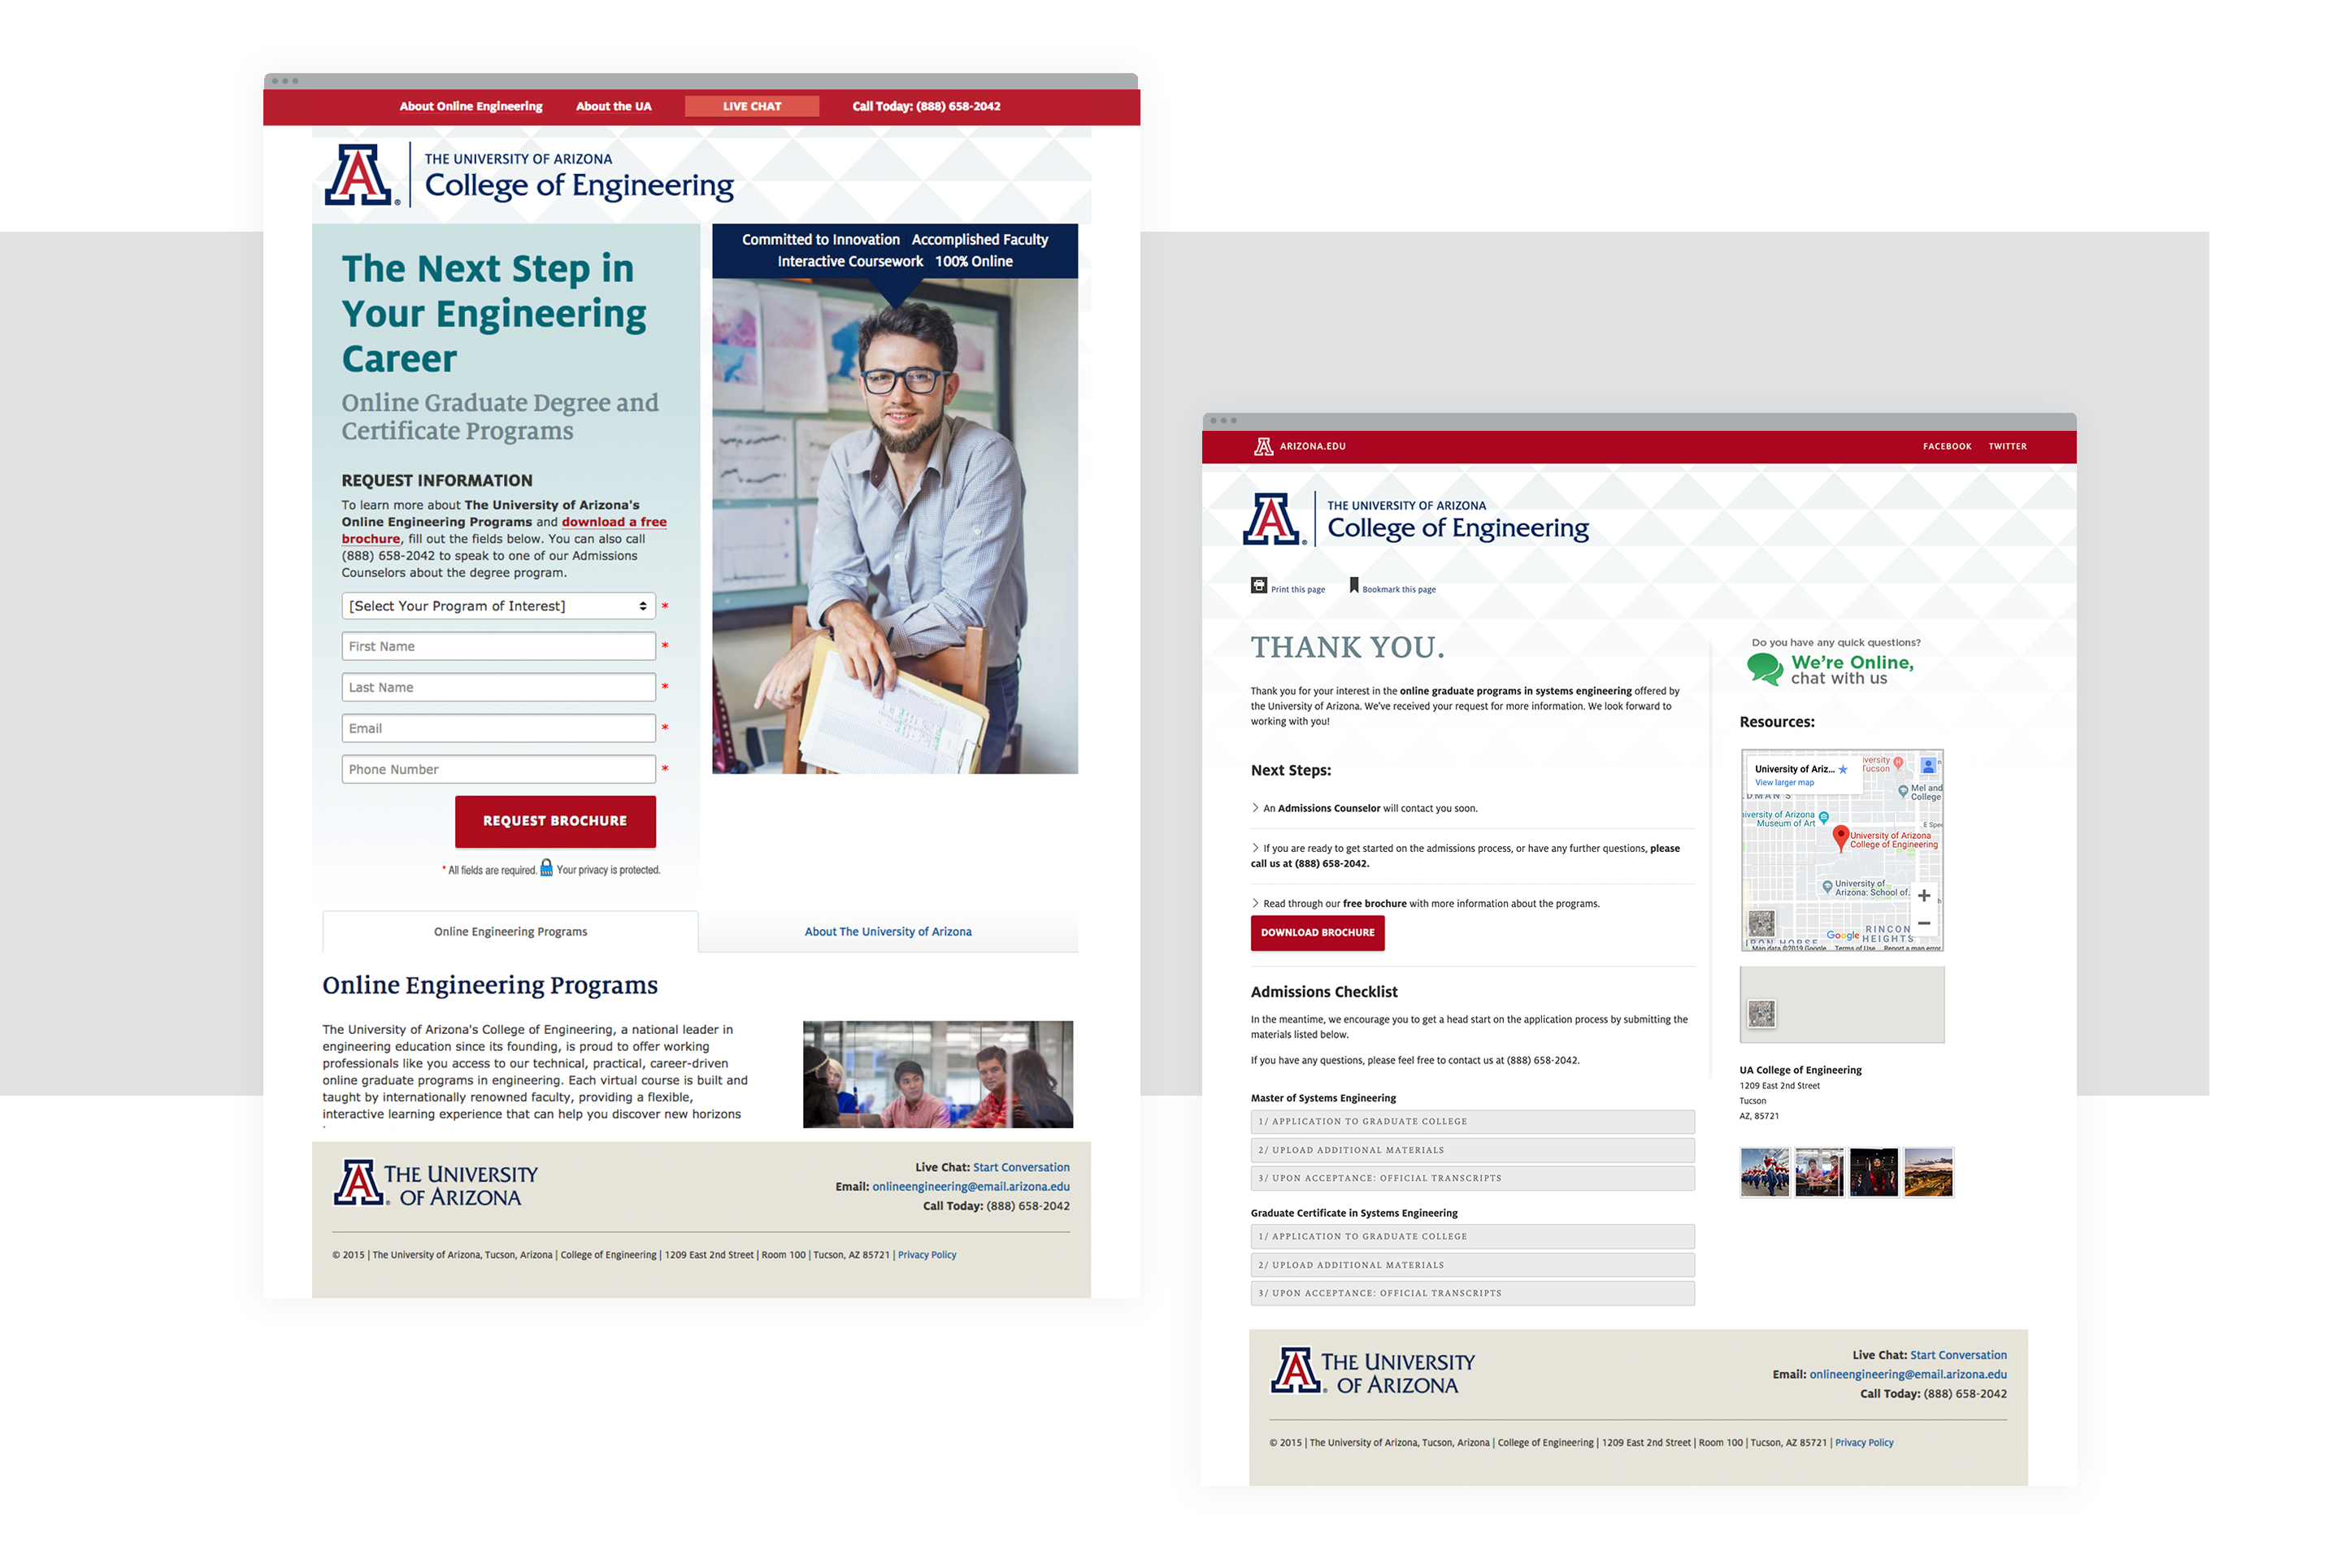 About Online Engineering About the UA LIVE CHAT Call Today: (888) 658-2042
THE UNIVERSITY OF ARIZONA
College of Engineering
The Next Step in
Your Engineering
Career
Online Graduate Degree and
Certificate Programs
REQUEST INFORMATION
To learn more about The University of Arizona's
Online Engineering Programs and download a free
brochure, fill out the fields below. You can also call
(888) 658-2042 to speak to one of our Admissions
Counselors about the degree program.
[Select Your Program of Interest] *
First Name *
Last Name *
Email *
Phone Number *
REQUEST BROCHURE
* All fields are required. Your privacy is protected.
Committed to Innovation Accomplished Faculty
Interactive Coursework 100% Online
Online Engineering Programs About The University of Arizona
Online Engineering Programs
The University of Arizona's College of Engineering, a national leader in
engineering education since its founding, is proud to offer working
professionals like you access to our technical, practical, career-driven
online graduate programs in engineering. Each virtual course is built and
taught by internationally renowned faculty, providing a flexible,
interactive learning experience that can help you discover new horizons
THE UNIVERSITY
OF ARIZONA
Live Chat: Start Conversation
Email: onlineengineering@email.arizona.edu
Call Today: (888) 658-2042
© 2015 | The University of Arizona, Tucson, Arizona | College of Engineering | 1209 East 2nd Street | Room 100 | Tucson, AZ 85721 | Privacy Policy
ARIZONA.EDU FACEBOOK TWITTER
THE UNIVERSITY OF ARIZONA
College of Engineering
Print this page Bookmark this page
THANK YOU.
Thank you for your interest in the online graduate programs in systems engineering offered by
the University of Arizona. We've received your request for more information. We look forward to
working with you!
Next Steps:
An Admissions Counselor will contact you soon.
If you are ready to get started on the admissions process, or have any further questions, please
call us at (888) 658-2042.
Read through our free brochure with more information about the programs.
DOWNLOAD BROCHURE
Admissions Checklist
In the meantime, we encourage you to get a head start on the application process by submitting the
materials listed below.
If you have any questions, please feel free to contact us at (888) 658-2042.
Master of Systems Engineering
1/ APPLICATION TO GRADUATE COLLEGE
2/ UPLOAD ADDITIONAL MATERIALS
3/ UPON ACCEPTANCE: OFFICIAL TRANSCRIPTS
Graduate Certificate in Systems Engineering
1/ APPLICATION TO GRADUATE COLLEGE
2/ UPLOAD ADDITIONAL MATERIALS
3/ UPON ACCEPTANCE: OFFICIAL TRANSCRIPTS
Do you have any quick questions?
We're Online,
chat with us
Resources:
University of Ariz...
View larger map
Tucson
Mel and
College
Museum of Art
University of Arizona
College of Engineering
University of
Arizona: School of.
RINCON
HEIGHTS
Google
Map data ©2019 Google Terms of Use Report a map error
UA College of Engineering
1209 East 2nd Street
Tucson
AZ, 85721
THE UNIVERSITY
OF ARIZONA
Live Chat: Start Conversation
Email: onlineengineering@email.arizona.edu
Call Today: (888) 658-2042
© 2015 | The University of Arizona, Tucson, Arizona | College of Engineering | 1209 East 2nd Street | Room 100 | Tucson, AZ 85721 | Privacy Policy